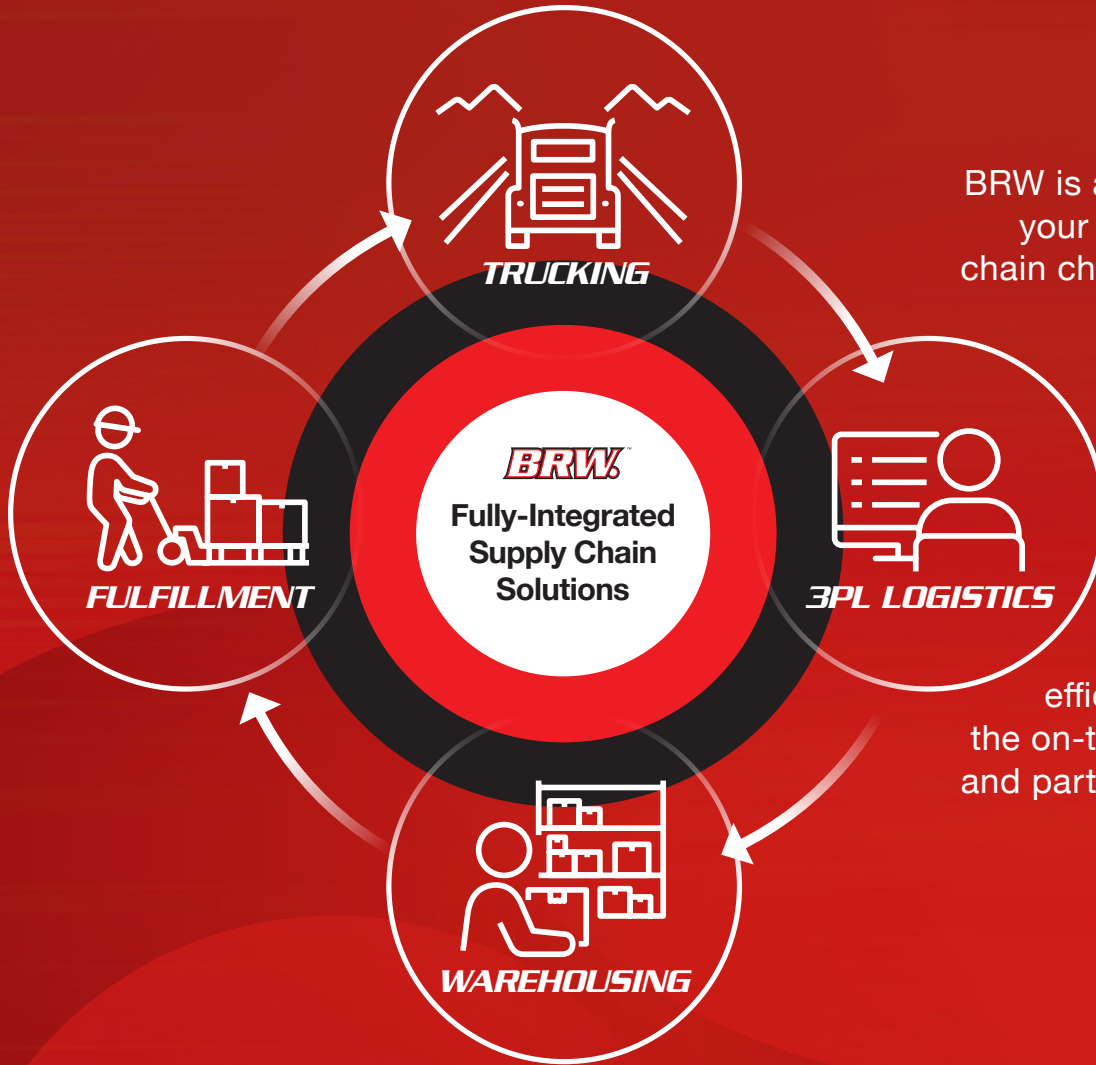 TRUCKING
BRW is a
your
chain ch
BRW.™
Fully-Integrated
Supply Chain
Solutions
FULFILLMENT
3PL LOGISTICS
effic
the on-t
and part
WAREHOUSING